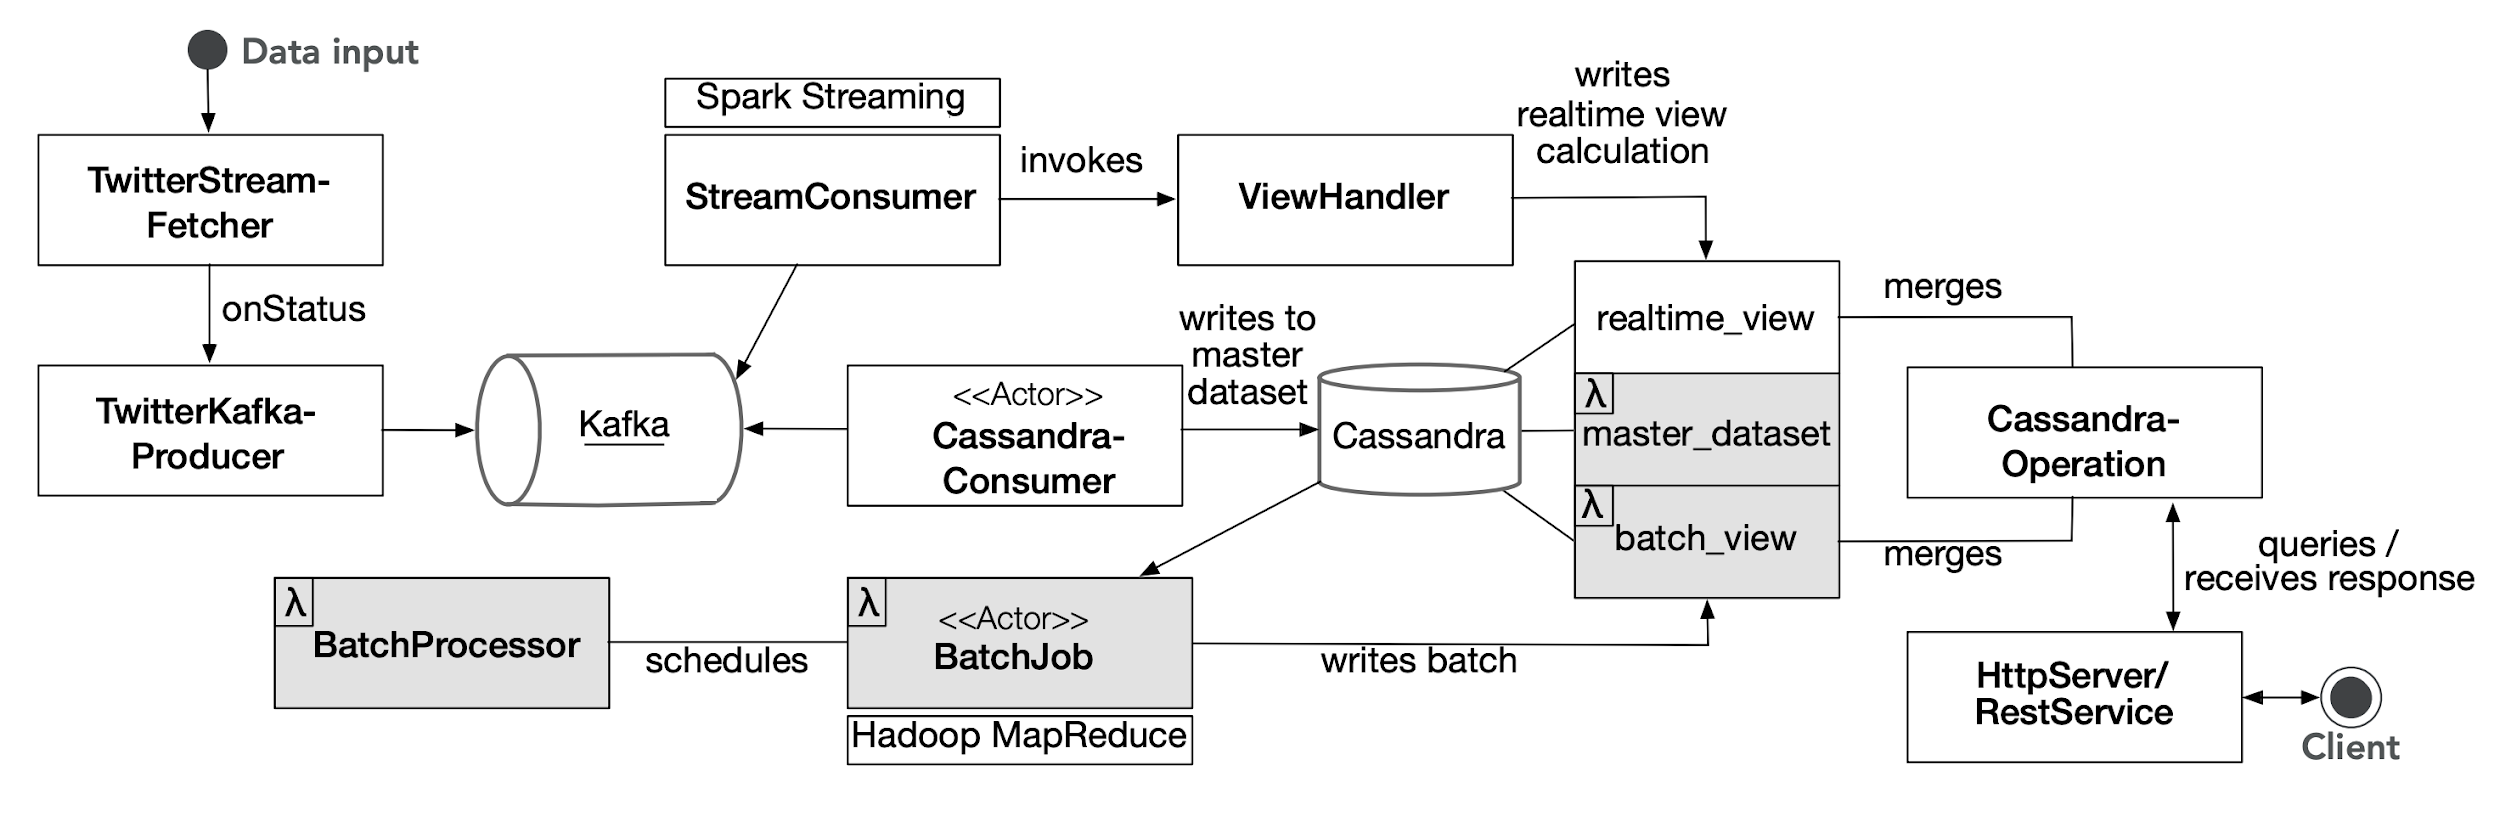 Data input
TwitterStream-
Fetcher
onStatus
TwitterKafka-
Producer
Spark Streaming
StreamConsumer
invokes
ViewHandler
writes
realtime view
calculation
Kafka
<<Actor>>
Cassandra-
Consumer
writes to
master
dataset
Cassandra
realtime_view
λ
master_dataset
λ
batch_view
merges
merges
Cassandra-
Operation
queries /
receives response
λ
BatchProcessor
schedules
λ
<<Actor>>
BatchJob
Hadoop MapReduce
writes batch
HttpServer/
RestService
Client